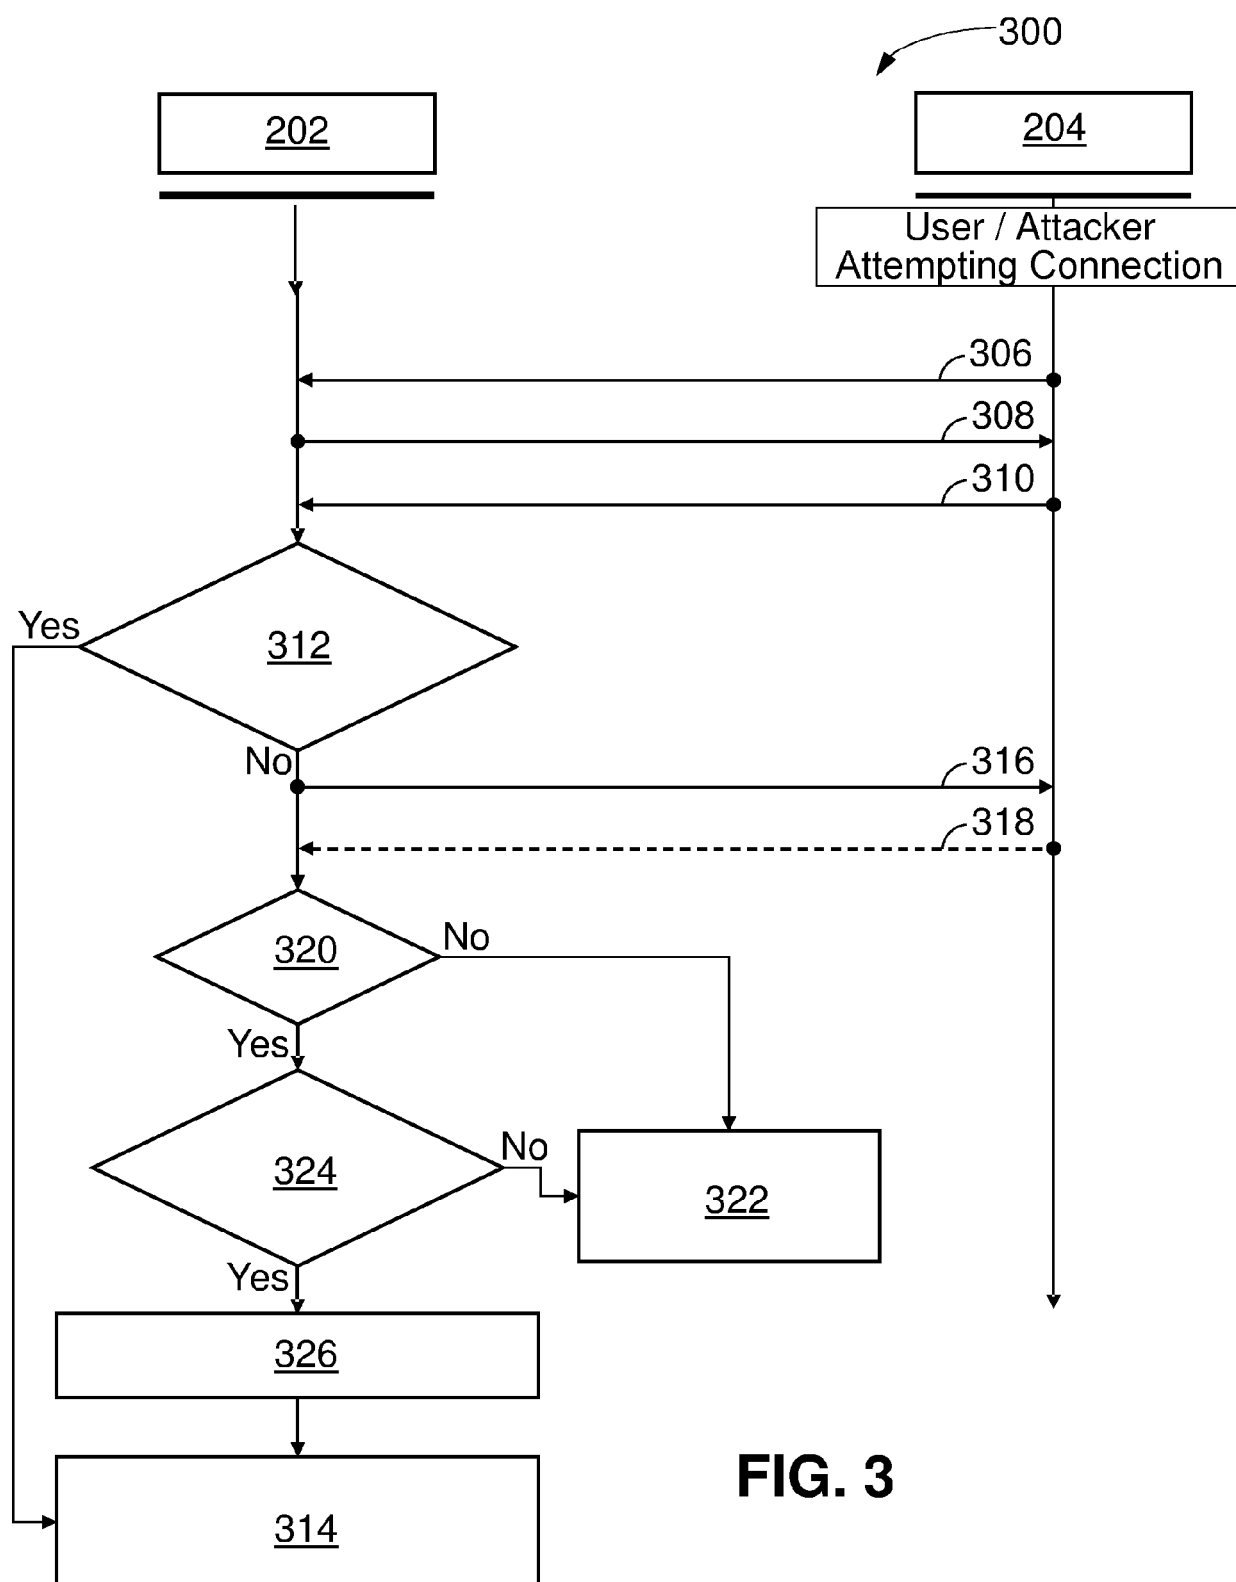 300
202
204
User / Attacker
Attempting Connection
306
308
310
Yes
312
No
316
318
320
No
Yes
324
No
322
Yes
326
FIG. 3
314